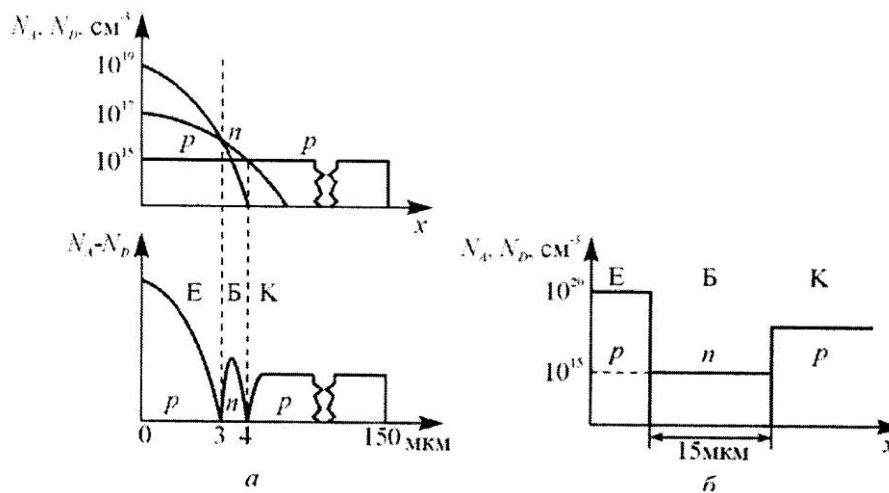 N_A, N_D, см⁻³
10¹⁹
10¹⁷
10¹⁵
p n p
x
N_A-N_D
Е Б К
p n p
0 3 4 150 мкм
а
N_A, N_D, см⁻³
Е Б К
10²⁰
p n p
10¹⁵
15мкм
x
б